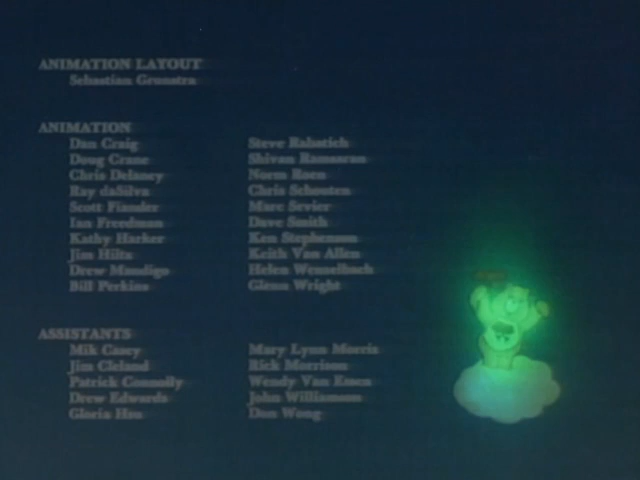 ANIMATION LAYOUT
Sebastian Grunstra
ANIMATION
Dan Craig
Doug Crane
Chris Delaney
Ray daSilva
Scott Fiander
Ian Freedman
Kathy Harker
Jim Hiltz
Drew Mandigo
Bill Perkins
Steve Rabatich
Shivan Ramsaran
Norm Roen
Chris Schouten
Marc Sevier
Dave Smith
Ken Stephenson
Keith Van Allen
Helen Wenzelbach
Glenn Wright
ASSISTANTS
Mik Casey
Jim Cleland
Patrick Connolly
Drew Edwards
Gloria Hsu
Mary Lynn Morris
Rick Morrison
Wendy Van Essen
John Williamson
Don Wong